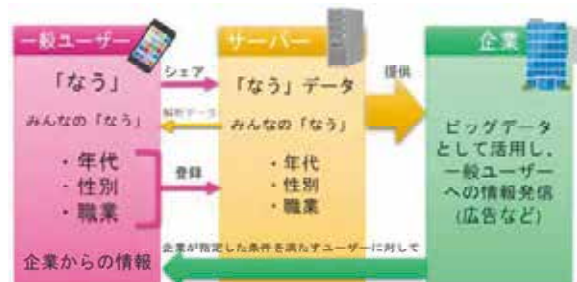 一般ユーザー
「なう」
みんなの「なう」
・年代
・性別
・職業
企業からの情報
シェア
解析データ
登録
サーバー
「なう」データ
みんなの「なう」
・年代
・性別
・職業
提供
企業
ビッグデータ
として活用し、
一般ユーザー
への情報発信
(広告など)
企業が指定した条件を満たすユーザーに対して